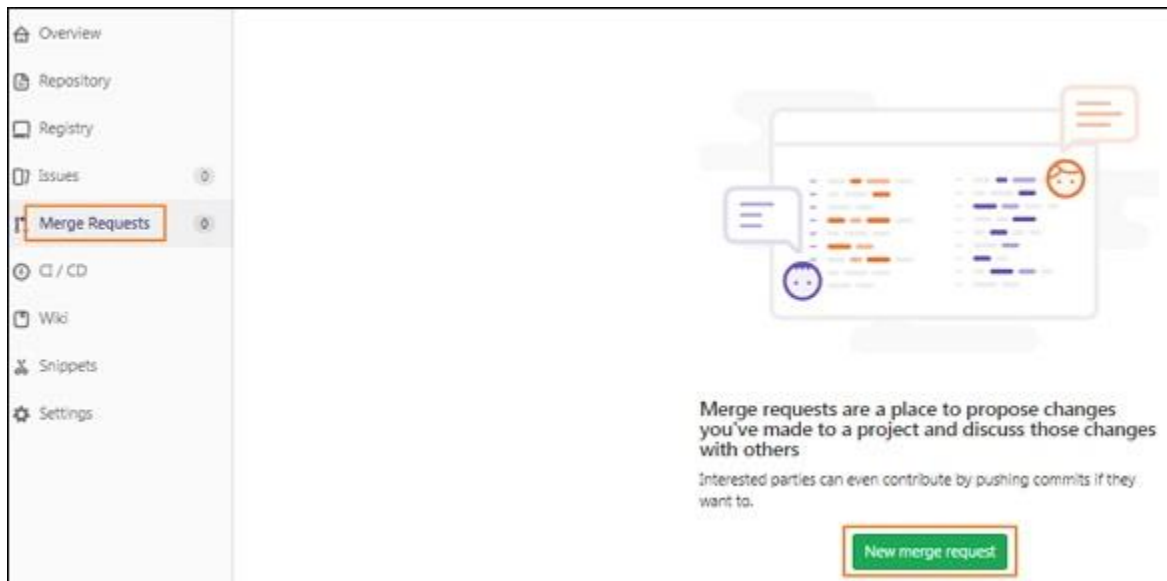 Overview
Repository
Registry
Issues 0
Merge Requests 0
CI / CD
Wiki
Snippets
Settings
Merge requests are a place to propose changes
you've made to a project and discuss those changes
with others
Interested parties can even contribute by pushing commits if they
want to.
New merge request